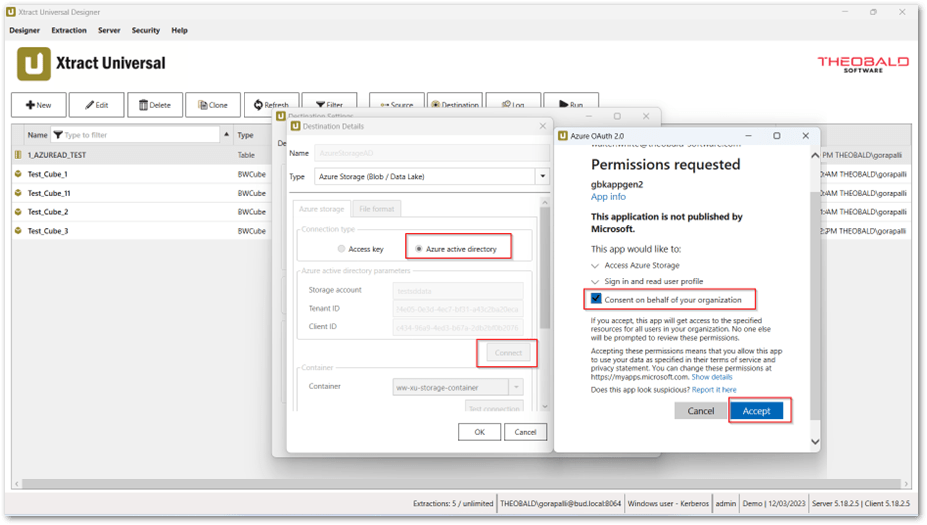 Xtract Universal Designer
Designer Extraction Server Security Help
Xtract Universal
THEOBALD
SOFTWARE
New Edit Delete Clone Refresh Filter Source Destination Log Run
Name Type to filter Type
1_AZUREAD_TEST Table PM THEOBALD\gorapalli
Test_Cube_1 BWCube AM THEOBALD\gorapalli
Test_Cube_11 BWCube AM THEOBALD\gorapalli
Test_Cube_2 BWCube AM THEOBALD\gorapalli
Test_Cube_3 BWCube PM THEOBALD\gorapalli
Destination Settings
Destination Details
Name AzureStorageAD
Type Azure Storage (Blob / Data Lake)
Azure storage File format
Connection type
Access key Azure active directory
Azure active directory parameters
Storage account
Tenant ID
Client ID
Connect
Container
Container ww-xu-storage-container
Test connection
OK Cancel
Azure OAuth 2.0
Permissions requested
gbkappgen2
App info
This application is not published by
Microsoft.
This app would like to:
Access Azure Storage
Sign in and read user profile
Consent on behalf of your organization
If you accept, this app will get access to the specified
resources for all users in your organization. No one else
will be prompted to review these permissions.
Accepting these permissions means that you allow this app
to use your data as specified in their terms of service and
privacy statement. You can change these permissions at
https://myapps.microsoft.com. Show details
Does this app look suspicious? Report it here
Cancel Accept
Extractions: 5 / unlimited THEOBALD\gorapalli@bud.local:8064 Windows user - Kerberos admin Demo | 12/03/2023 Server 5.18.2.5 | Client 5.18.2.5